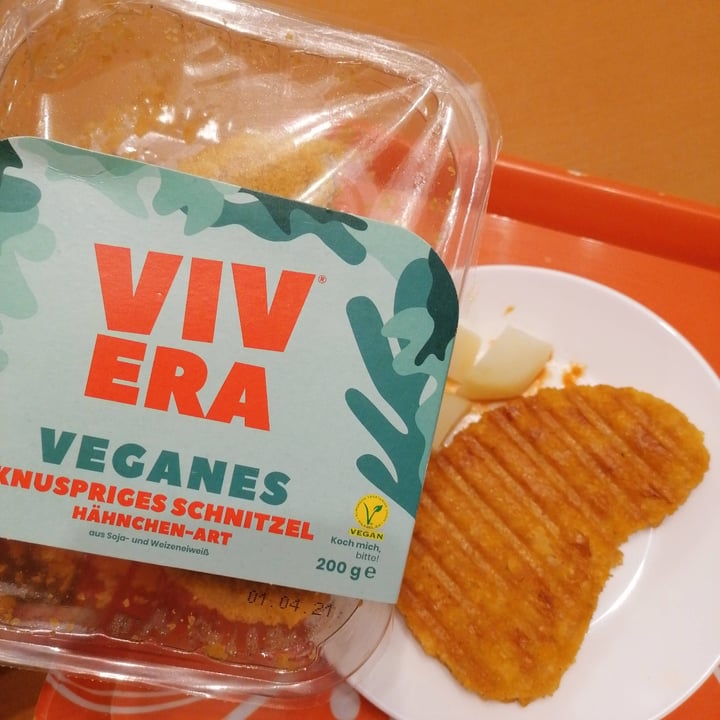 VIV
ERA®
VEGANES
KNUSPRIGES SCHNITZEL
HÄHNCHEN-ART
aus Soja- und Weizeneiweiß
VEGAN
Koch mich,
bitte!
200 g e
01.04.21